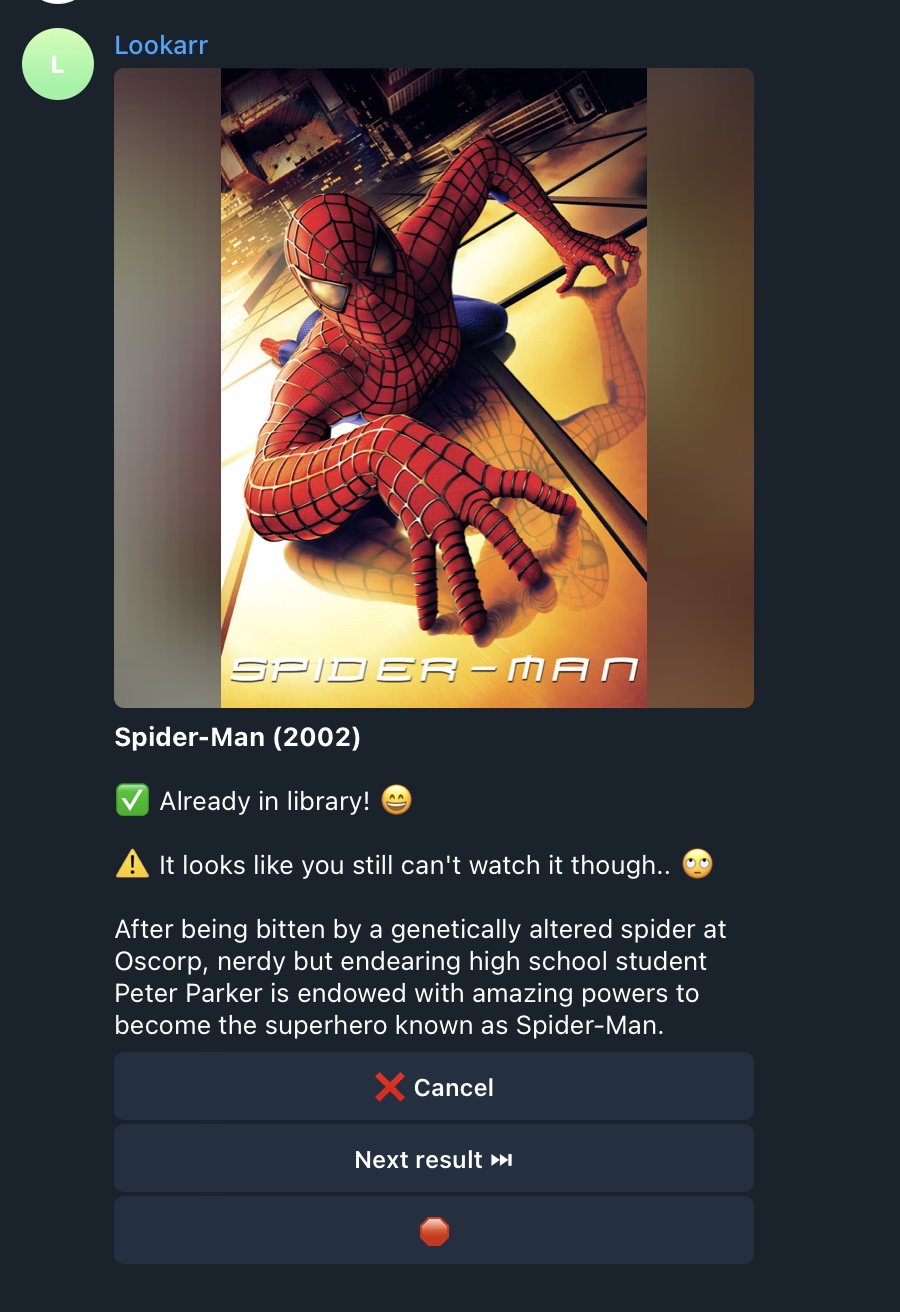 L
Lookarr
SPIDER-MAN
Spider-Man (2002)
✅ Already in library! 😄
⚠️ It looks like you still can't watch it though.. 🙄
After being bitten by a genetically altered spider at
Oscorp, nerdy but endearing high school student
Peter Parker is endowed with amazing powers to
become the superhero known as Spider-Man.
❌ Cancel
Next result ⏭
🛑